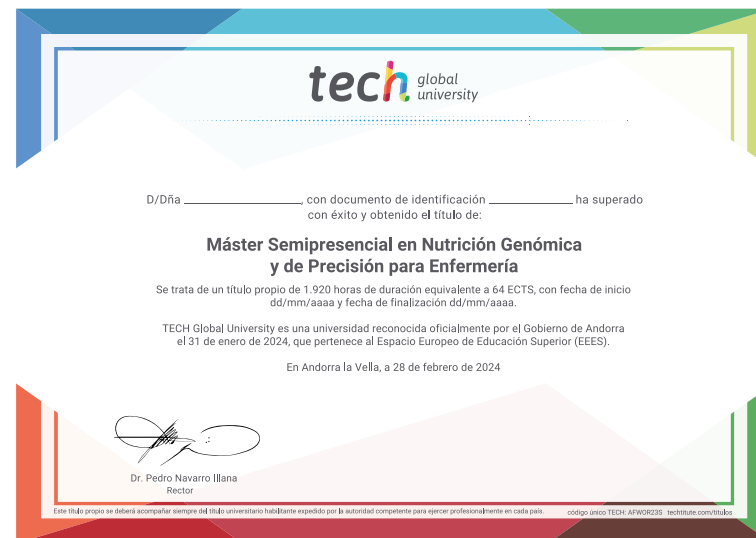 tech global university
D/Dña ____________________, con documento de identificación ______________ ha superado
con éxito y obtenido el título de:
Máster Semipresencial en Nutrición Genómica
y de Precisión para Enfermería
Se trata de un título propio de 1.920 horas de duración equivalente a 64 ECTS, con fecha de inicio
dd/mm/aaaa y fecha de finalización dd/mm/aaaa.
TECH Global University es una universidad reconocida oficialmente por el Gobierno de Andorra
el 31 de enero de 2024, que pertenece al Espacio Europeo de Educación Superior (EEES).
En Andorra la Vella, a 28 de febrero de 2024
Dr. Pedro Navarro Illana
Rector
Este título propio se deberá acompañar siempre del título universitario habilitante expedido por la autoridad competente para ejercer profesionalmente en cada país. código único TECH: AFWOR23S techtitute.com/titulos